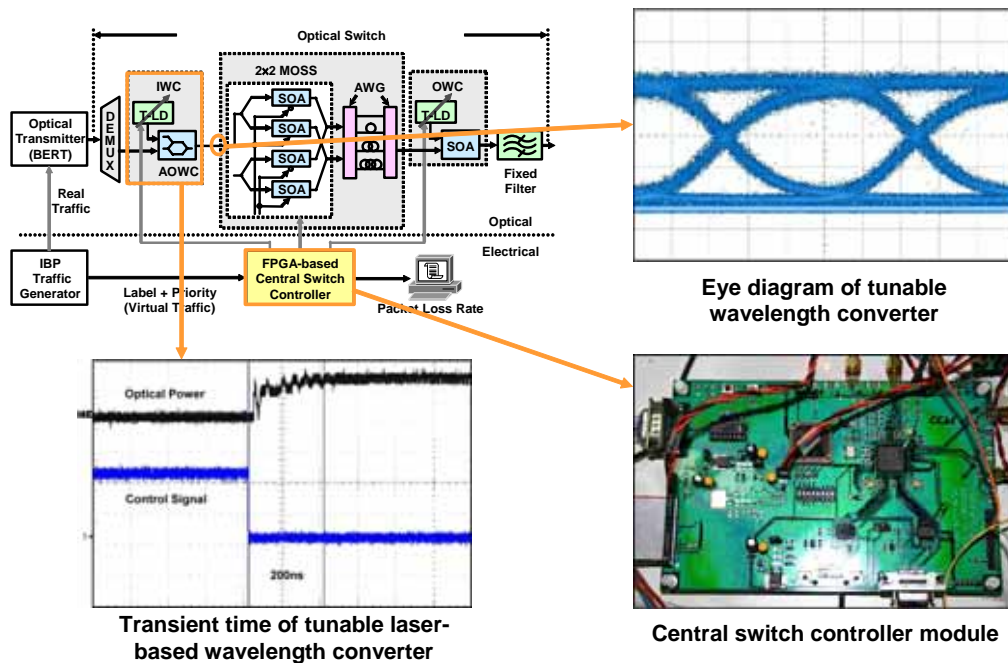 Optical Switch
IWC
T-LD
AOWC
2x2 MOSS
SOA
SOA
SOA
SOA
AWG
OWC
T-LD
SOA
Fixed
Filter
Optical
Transmitter
(BERT)
DEMUX
Real
Traffic
Optical
Electrical
IBP
Traffic
Generator
Label + Priority
(Virtual Traffic)
FPGA-based
Central Switch
Controller
Packet Loss Rate
Eye diagram of tunable
wavelength converter
Optical Power
Control Signal
200ns
Transient time of tunable laser-
based wavelength converter
Central switch controller module